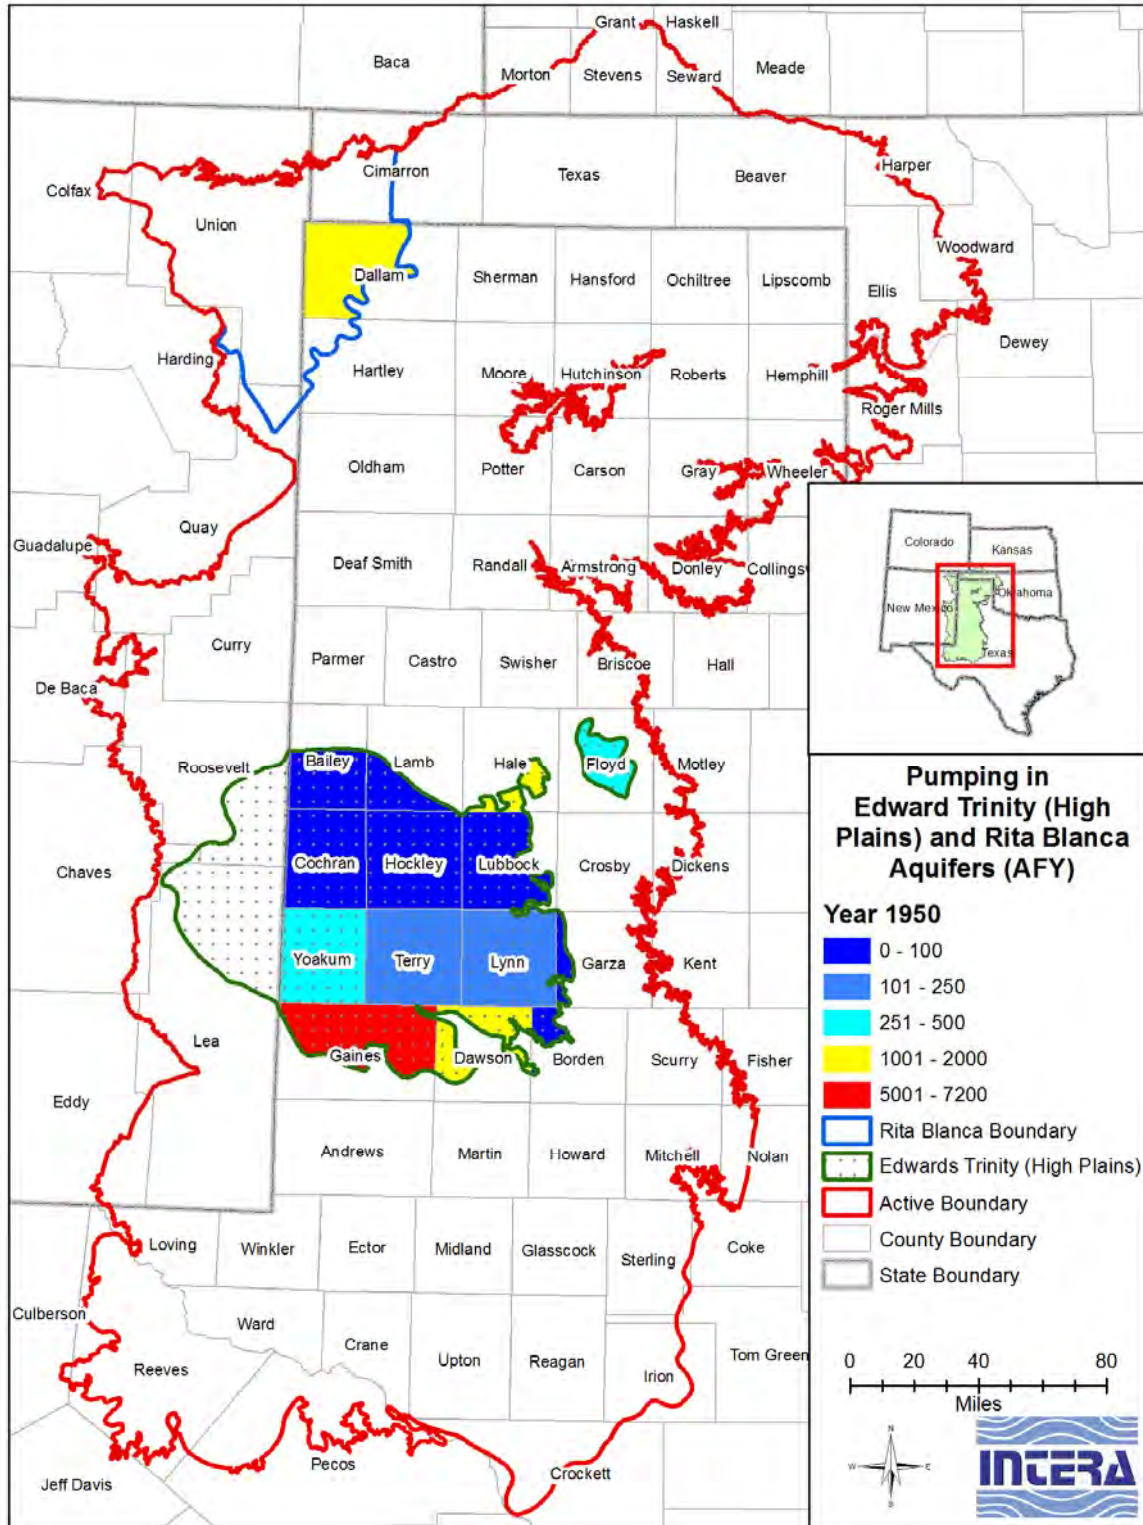 Grant
Haskell
Baca
Morton
Stevens
Seward
Meade
Colfax
Union
Cimarron
Texas
Beaver
Harper
Woodward
Dallam
Sherman
Hansford
Ochiltree
Lipscomb
Ellis
Dewey
Harding
Hartley
Moore
Hutchinson
Roberts
Hemphill
Roger Mills
Oldham
Potter
Carson
Gray
Wheeler
Quay
Guadalupe
Deaf Smith
Randall
Armstrong
Donley
Collingsw
Curry
Parmer
Castro
Swisher
Briscoe
Hall
De Baca
Roosevelt
Bailey
Lamb
Hale
Floyd
Motley
Chaves
Cochran
Hockley
Lubbock
Crosby
Dickens
Yoakum
Terry
Lynn
Garza
Kent
Lea
Gaines
Dawson
Borden
Scurry
Fisher
Eddy
Andrews
Martin
Howard
Mitchell
Nolan
Loving
Winkler
Ector
Midland
Glasscock
Sterling
Coke
Culberson
Ward
Crane
Reeves
Upton
Reagan
Irion
Tom Green
Pecos
Crockett
Jeff Davis
Colorado
Kansas
New Mexico
Oklahoma
Texas
Pumping in
Edward Trinity (High
Plains) and Rita Blanca
Aquifers (AFY)
Year 1950
0 - 100
101 - 250
251 - 500
1001 - 2000
5001 - 7200
Rita Blanca Boundary
Edwards Trinity (High Plains)
Active Boundary
County Boundary
State Boundary
0 20 40 80
Miles
N
W E
S
INTERA